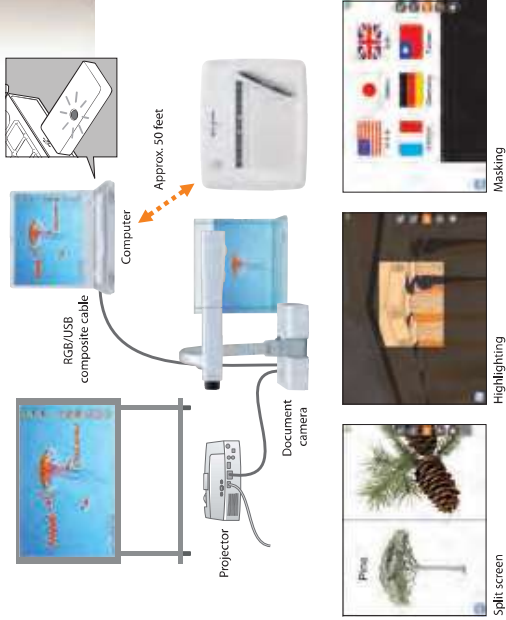 Computer
RGB/USB
composite cable
Approx. 50 feet
Document
camera
Projector
Pine
Split screen
Highlighting
Masking